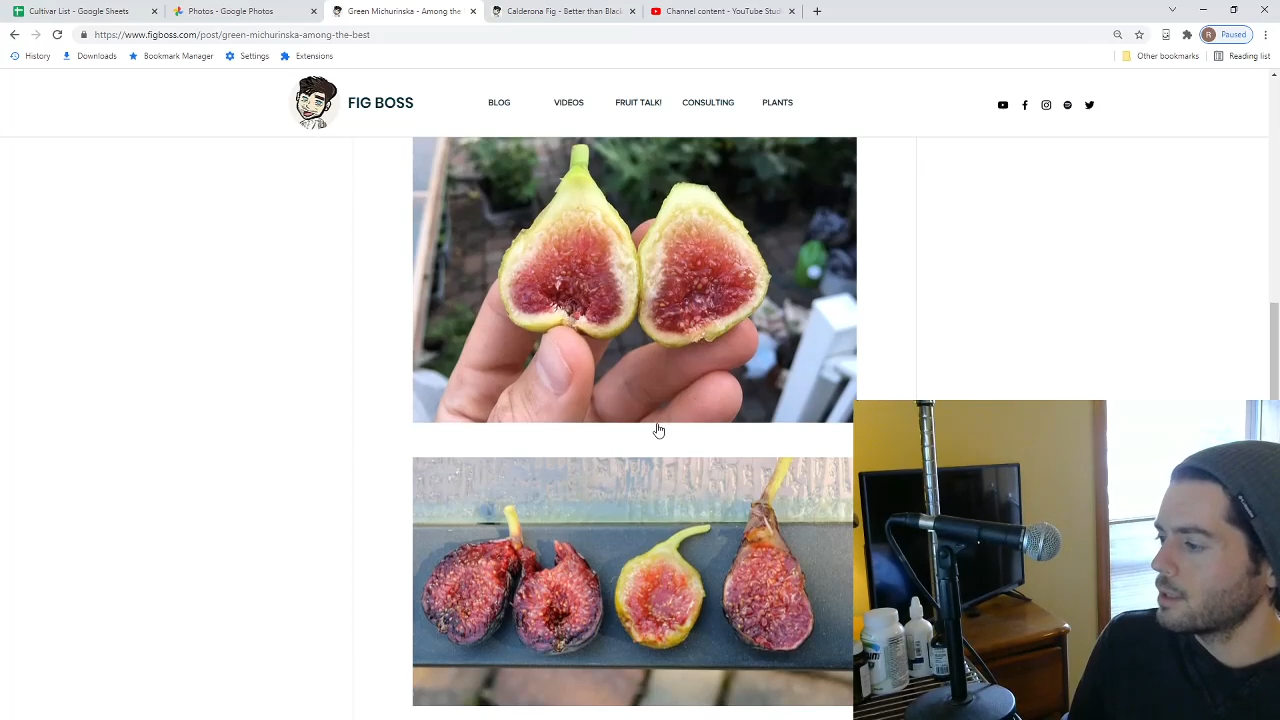 Cultivar List - Google Sheets
Photos - Google Photos
Green Michurinska - Among the
Calderona Fig - Better than Black
Channel content - YouTube Stud
https://www.figboss.com/post/green-michurinska-among-the-best
R Paused
History
Downloads
Bookmark Manager
Settings
Extensions
Other bookmarks
Reading list
FIG BOSS
BLOG
VIDEOS
FRUIT TALK!
CONSULTING
PLANTS